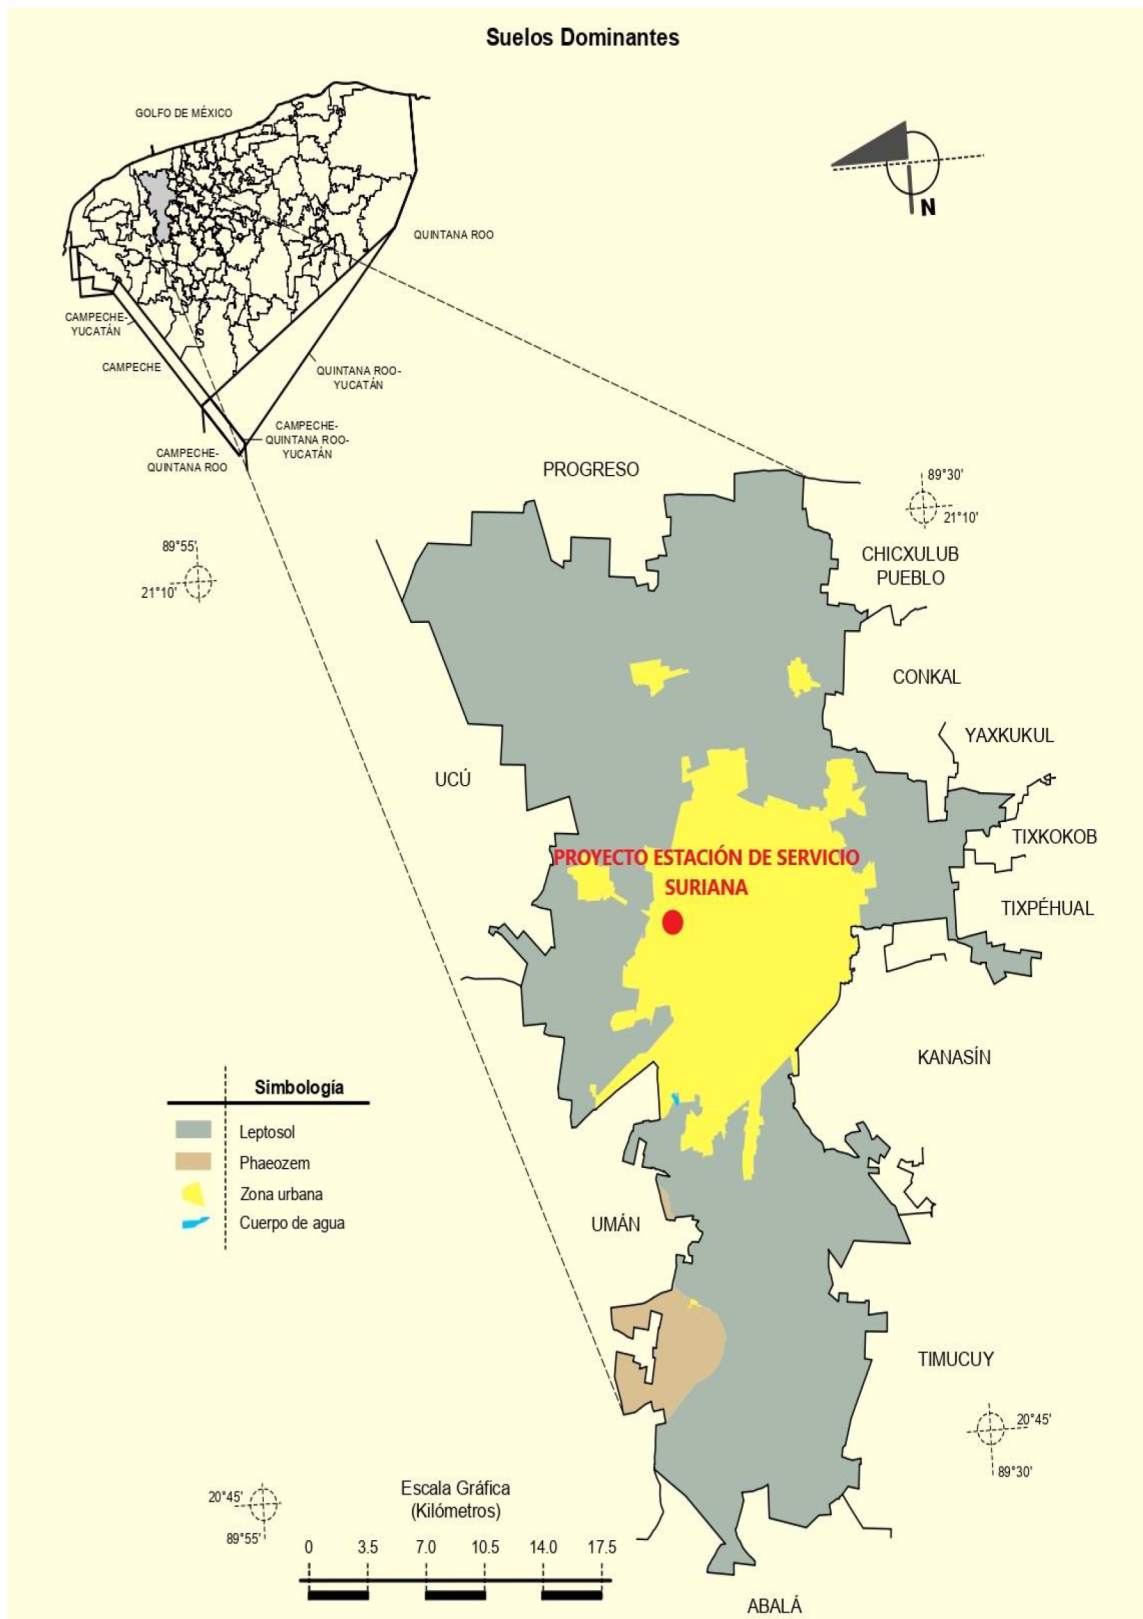 Suelos Dominantes
GOLFO DE MÉXICO
N
QUINTANA ROO
CAMPECHE-
YUCATÁN
CAMPECHE
QUINTANA ROO-
YUCATÁN
CAMPECHE-
QUINTANA ROO-
YUCATÁN
CAMPECHE-
QUINTANA ROO
PROGRESO
89°30'
21°10'
89°55'
21°10'
CHICXULUB
PUEBLO
CONKAL
YAXKUKUL
UCÚ
TIXKOKOB
PROYECTO ESTACIÓN DE SERVICIO
SURIANA
TIXPÉHUAL
KANASÍN
Simbología
Leptosol
Phaeozem
Zona urbana
Cuerpo de agua
UMÁN
TIMUCUY
20°45'
89°30'
20°45'
89°55'
Escala Gráfica
(Kilómetros)
0 3.5 7.0 10.5 14.0 17.5
ABALÁ